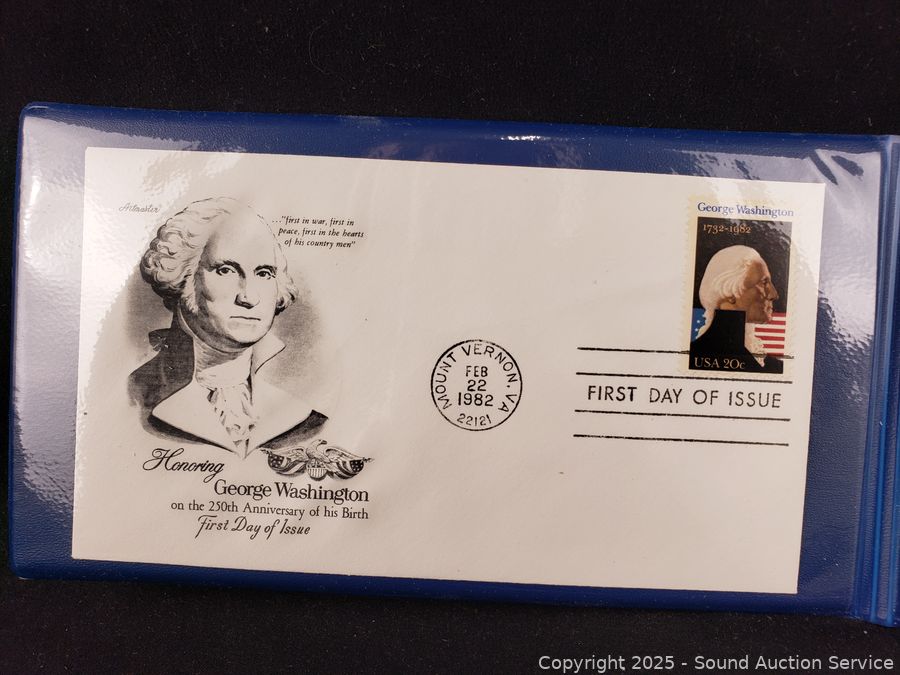 Artmaster
..."first in war, first in
peace, first in the hearts
of his country men"
Honoring
George Washington
on the 250th Anniversary of his Birth
First Day of Issue
MOUNT VERNON, VA
FEB
22
1982
22121
George Washington
1732-1982
USA 20c
FIRST DAY OF ISSUE
Copyright 2025 - Sound Auction Service